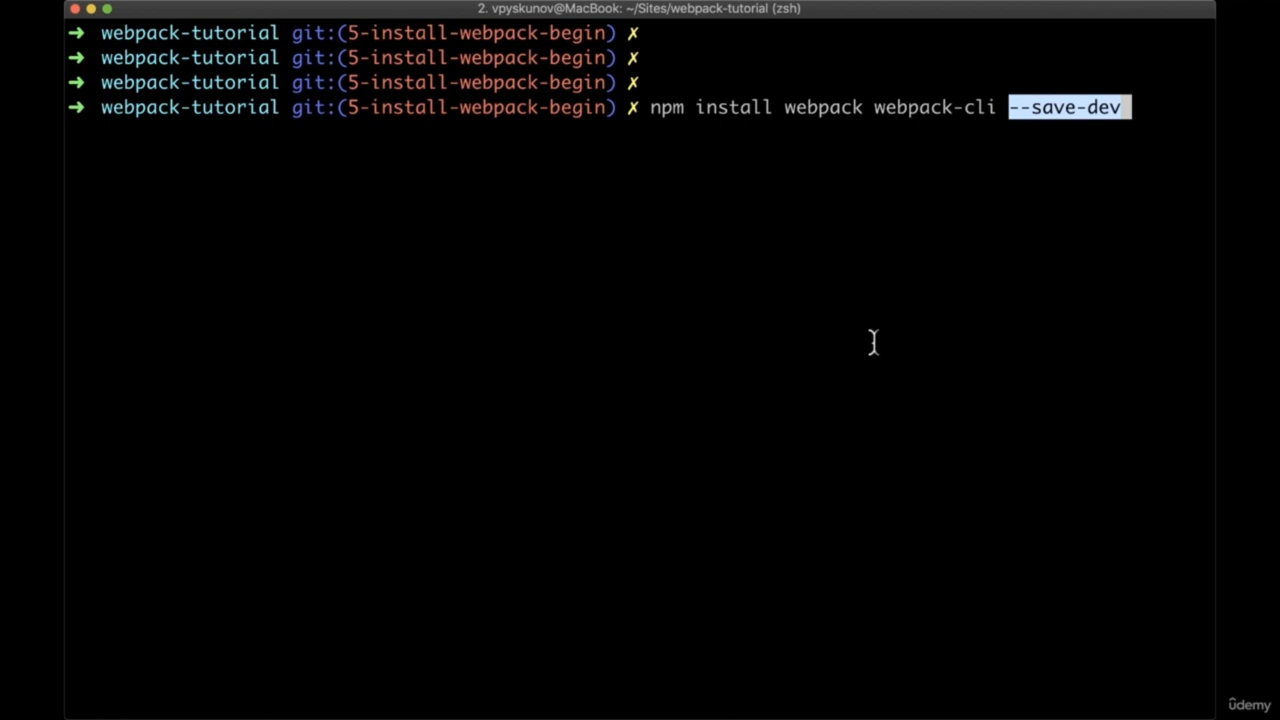 2. vpyskunov@MacBook: ~/Sites/webpack-tutorial (zsh)
➜ webpack-tutorial git:(5-install-webpack-begin) ✗
➜ webpack-tutorial git:(5-install-webpack-begin) ✗
➜ webpack-tutorial git:(5-install-webpack-begin) ✗
➜ webpack-tutorial git:(5-install-webpack-begin) ✗ npm install webpack webpack-cli --save-dev
ûdemy